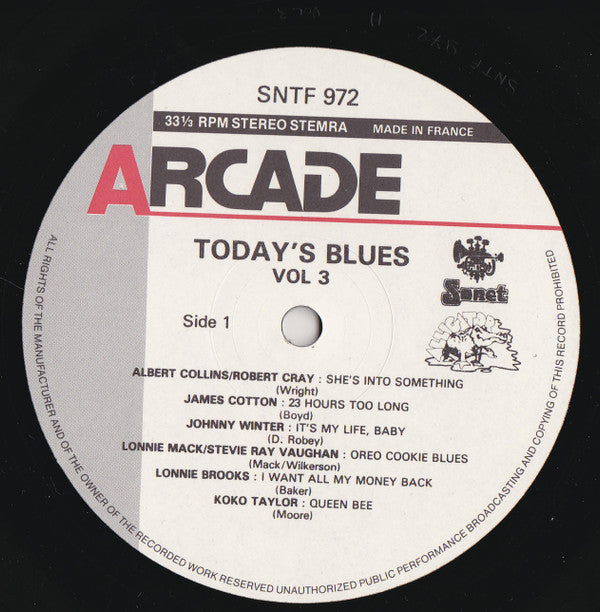 SNTF 972
33⅓ RPM STEREO STEMRA MADE IN FRANCE
ARCADE
TODAY'S BLUES
VOL 3
Sonet
ALLIGATOR
Side 1
ALBERT COLLINS/ROBERT CRAY : SHE'S INTO SOMETHING
(Wright)
JAMES COTTON : 23 HOURS TOO LONG
(Boyd)
JOHNNY WINTER : IT'S MY LIFE, BABY
(D. Robey)
LONNIE MACK/STEVIE RAY VAUGHAN : OREO COOKIE BLUES
(Mack/Wilkerson)
LONNIE BROOKS : I WANT ALL MY MONEY BACK
(Baker)
KOKO TAYLOR : QUEEN BEE
(Moore)
ALL RIGHTS OF THE MANUFACTURER AND OF THE OWNER OF THE RECORDED WORK RESERVED UNAUTHORIZED PUBLIC PERFORMANCE BROADCASTING AND COPYING OF THIS RECORD PROHIBITED
SNTF 972